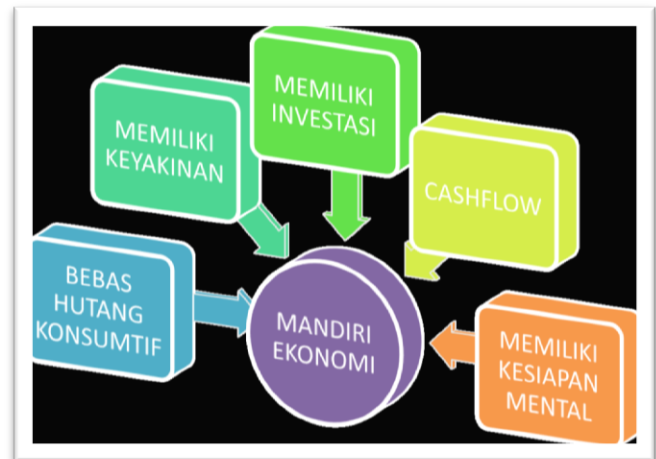 BEBAS
HUTANG
KONSUMTIF
MEMILIKI
KEYAKINAN
MEMILIKI
INVESTASI
CASHFLOW
MEMILIKI
KESIAPAN
MENTAL
MANDIRI
EKONOMI